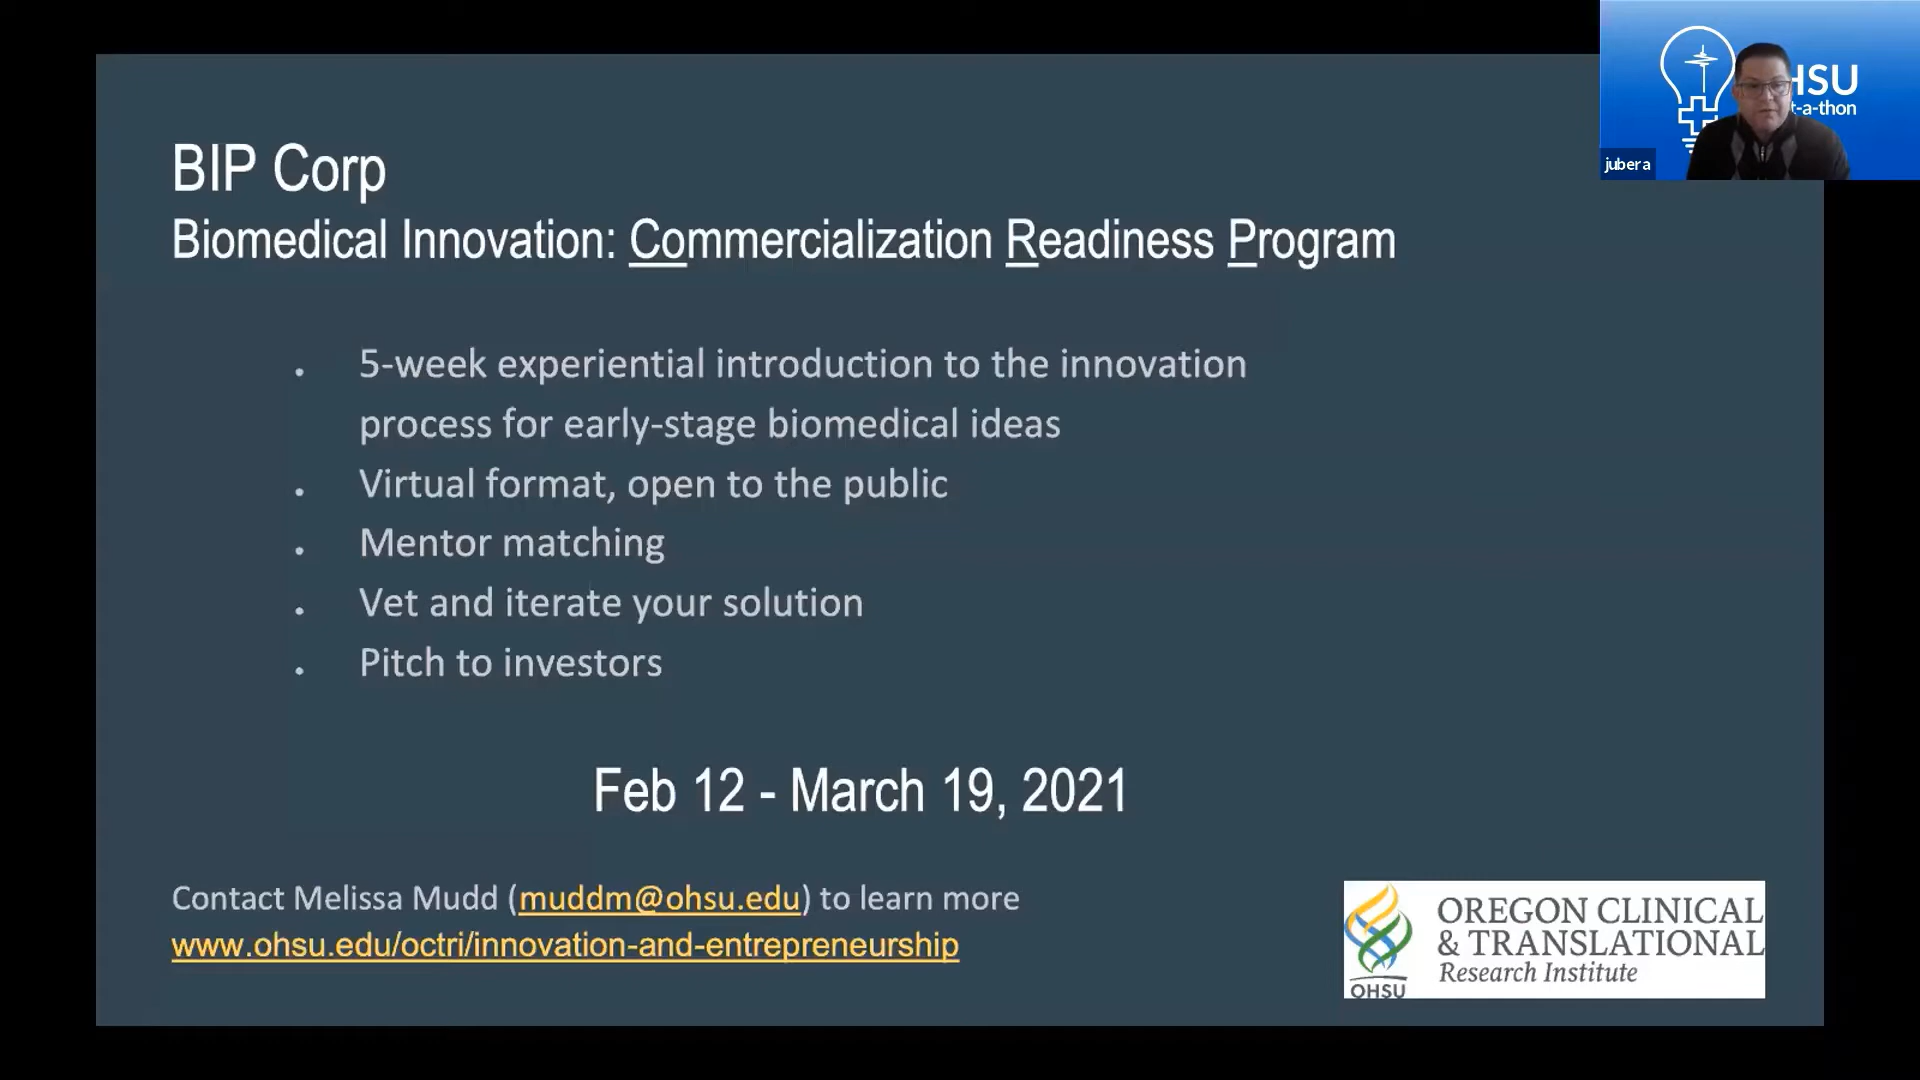 BIP Corp
Biomedical Innovation: Commercialization Readiness Program
5-week experiential introduction to the innovation
process for early-stage biomedical ideas
Virtual format, open to the public
Mentor matching
Vet and iterate your solution
Pitch to investors
Feb 12 - March 19, 2021
Contact Melissa Mudd (muddm@ohsu.edu) to learn more
www.ohsu.edu/octri/innovation-and-entrepreneurship
OREGON CLINICAL
& TRANSLATIONAL
Research Institute
OHSU
HSU
t-a-thon
jubera